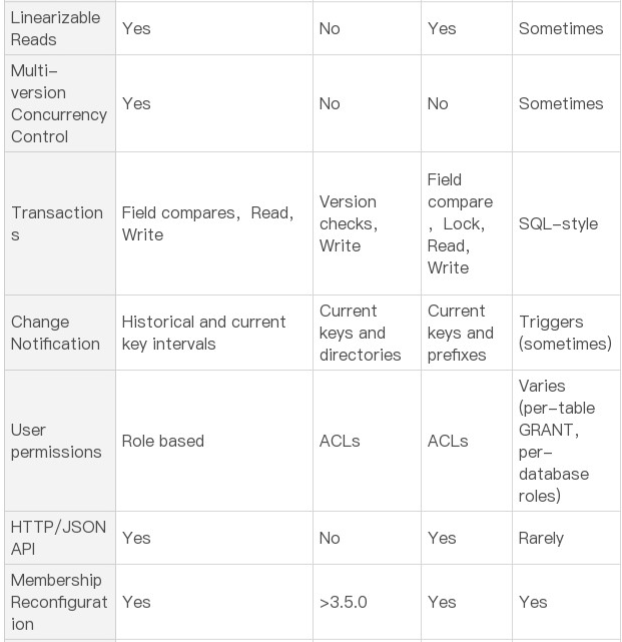 Linearizable
Reads
Yes
No
Yes
Sometimes
Multi-
version
Concurrency
Control
Yes
No
No
Sometimes
Transaction
s
Field compares, Read,
Write
Version
checks,
Write
Field
compare
, Lock,
Read,
Write
SQL-style
Change
Notification
Historical and current
key intervals
Current
keys and
directories
Current
keys and
prefixes
Triggers
(sometimes)
User
permissions
Role based
ACLs
ACLs
Varies
(per-table
GRANT,
per-
database
roles)
HTTP/JSON
API
Yes
No
Yes
Rarely
Membership
Reconfigurat
ion
Yes
>3.5.0
Yes
Yes